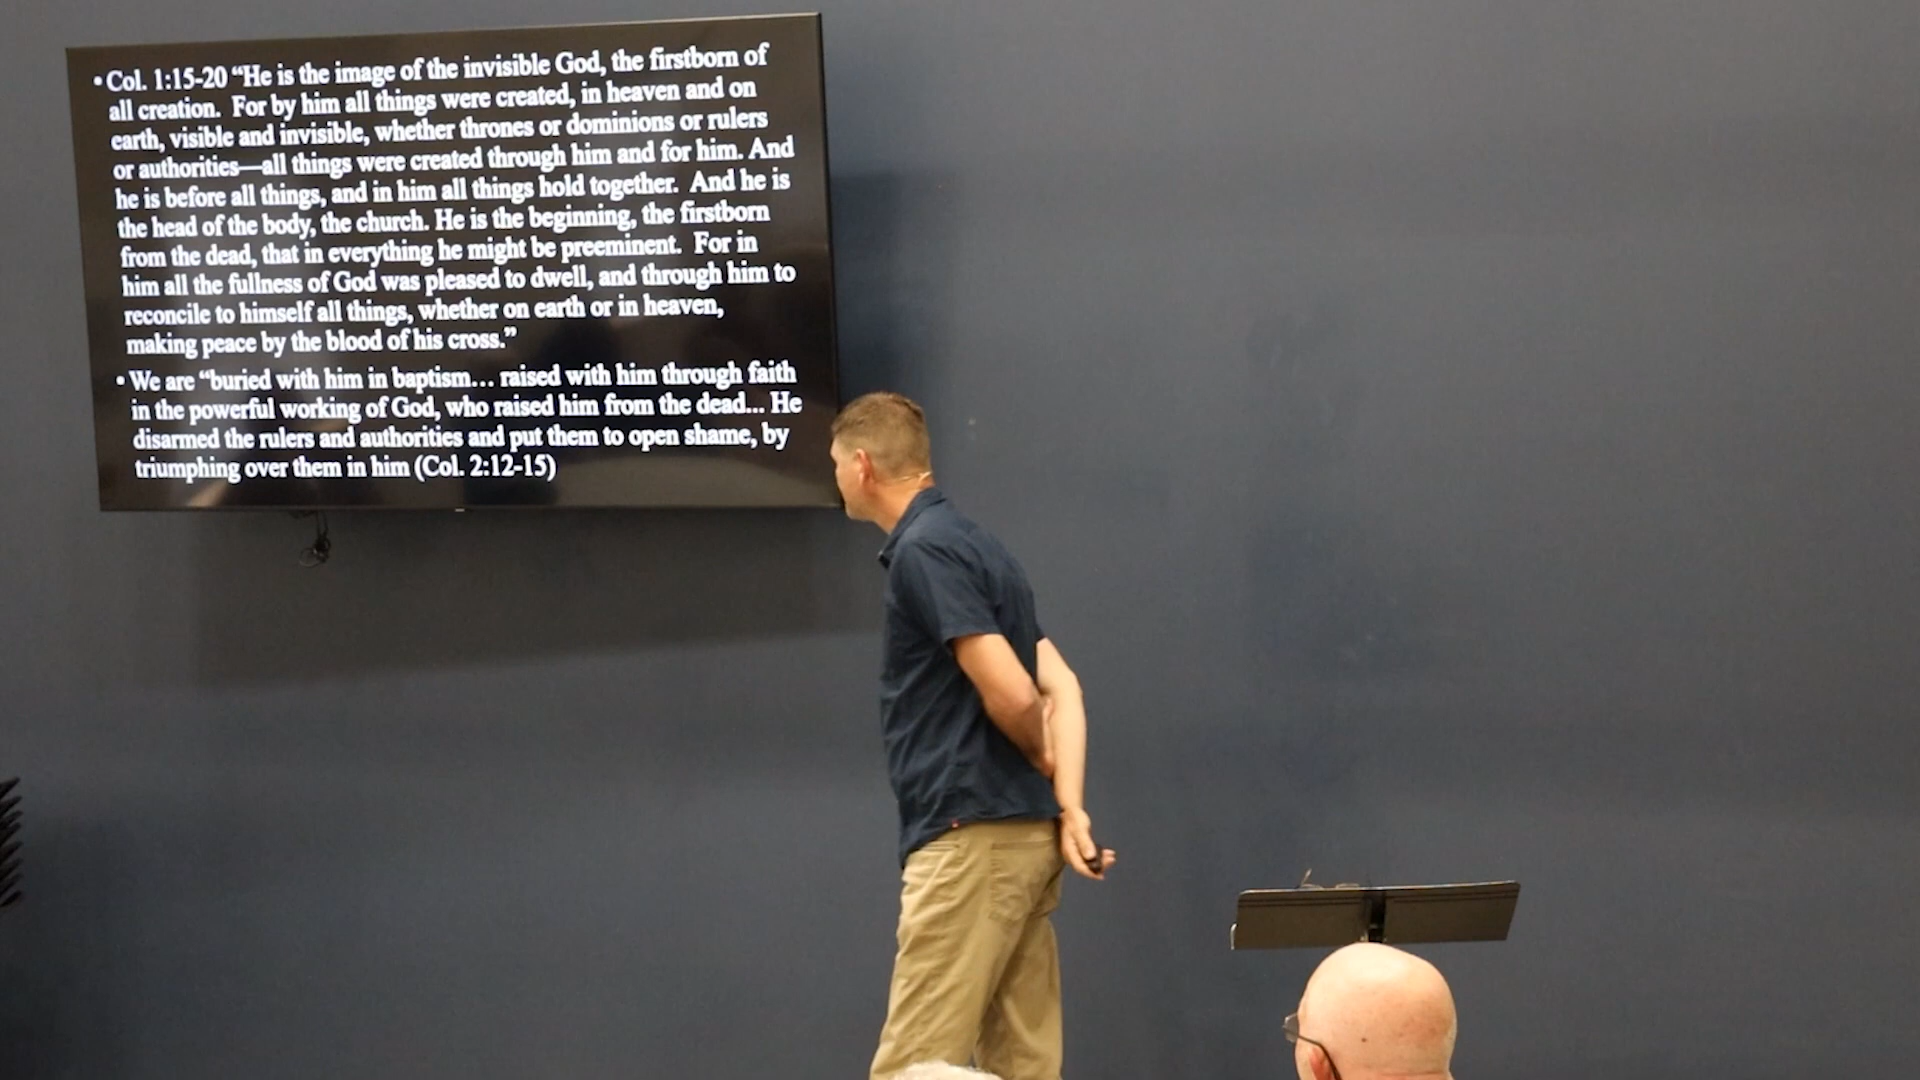 • Col. 1:15-20 “He is the image of the invisible God, the firstborn of
all creation. For by him all things were created, in heaven and on
earth, visible and invisible, whether thrones or dominions or rulers
or authorities—all things were created through him and for him. And
he is before all things, and in him all things hold together. And he is
the head of the body, the church. He is the beginning, the firstborn
from the dead, that in everything he might be preeminent. For in
him all the fullness of God was pleased to dwell, and through him to
reconcile to himself all things, whether on earth or in heaven,
making peace by the blood of his cross.”
• We are “buried with him in baptism… raised with him through faith
in the powerful working of God, who raised him from the dead... He
disarmed the rulers and authorities and put them to open shame, by
triumphing over them in him (Col. 2:12-15)